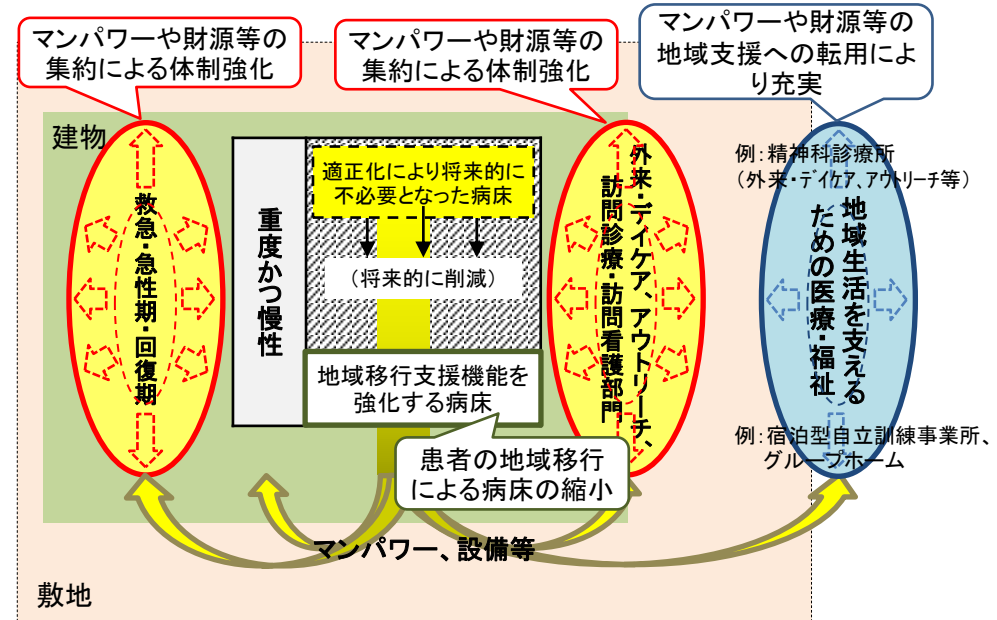 マンパワーや財源等の
集約による体制強化
マンパワーや財源等の
集約による体制強化
マンパワーや財源等の
地域支援への転用によ
り充実
建物
救急・急性期・回復期
重度かつ慢性
適正化により将来的に
不必要となった病床
（将来的に削減）
地域移行支援機能を
強化する病床
患者の地域移行
による病床の縮小
外来・デイケア、アウトリーチ、
訪問診療・訪問看護部門
例：精神科診療所
（外来・デイケア、アウトリーチ等）
地域生活を支える
ための医療・福祉
例：宿泊型自立訓練事業所、
グループホーム
マンパワー、設備等
敷地